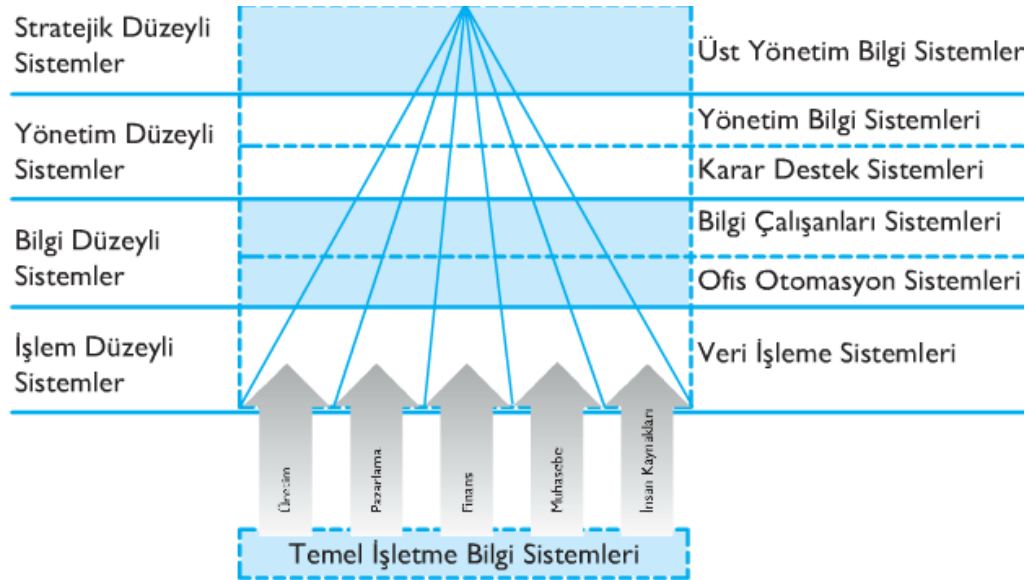 Stratejik Düzeyli
Sistemler
Üst Yönetim Bilgi Sistemler
Yönetim Düzeyli
Sistemler
Yönetim Bilgi Sistemleri
Karar Destek Sistemleri
Bilgi Düzeyli
Sistemler
Bilgi Çalışanları Sistemleri
Ofis Otomasyon Sistemleri
İşlem Düzeyli
Sistemler
Veri İşleme Sistemleri
Üretim
Pazarlama
Finans
Muhasebe
İnsan Kaynakları
Temel İşletme Bilgi Sistemleri